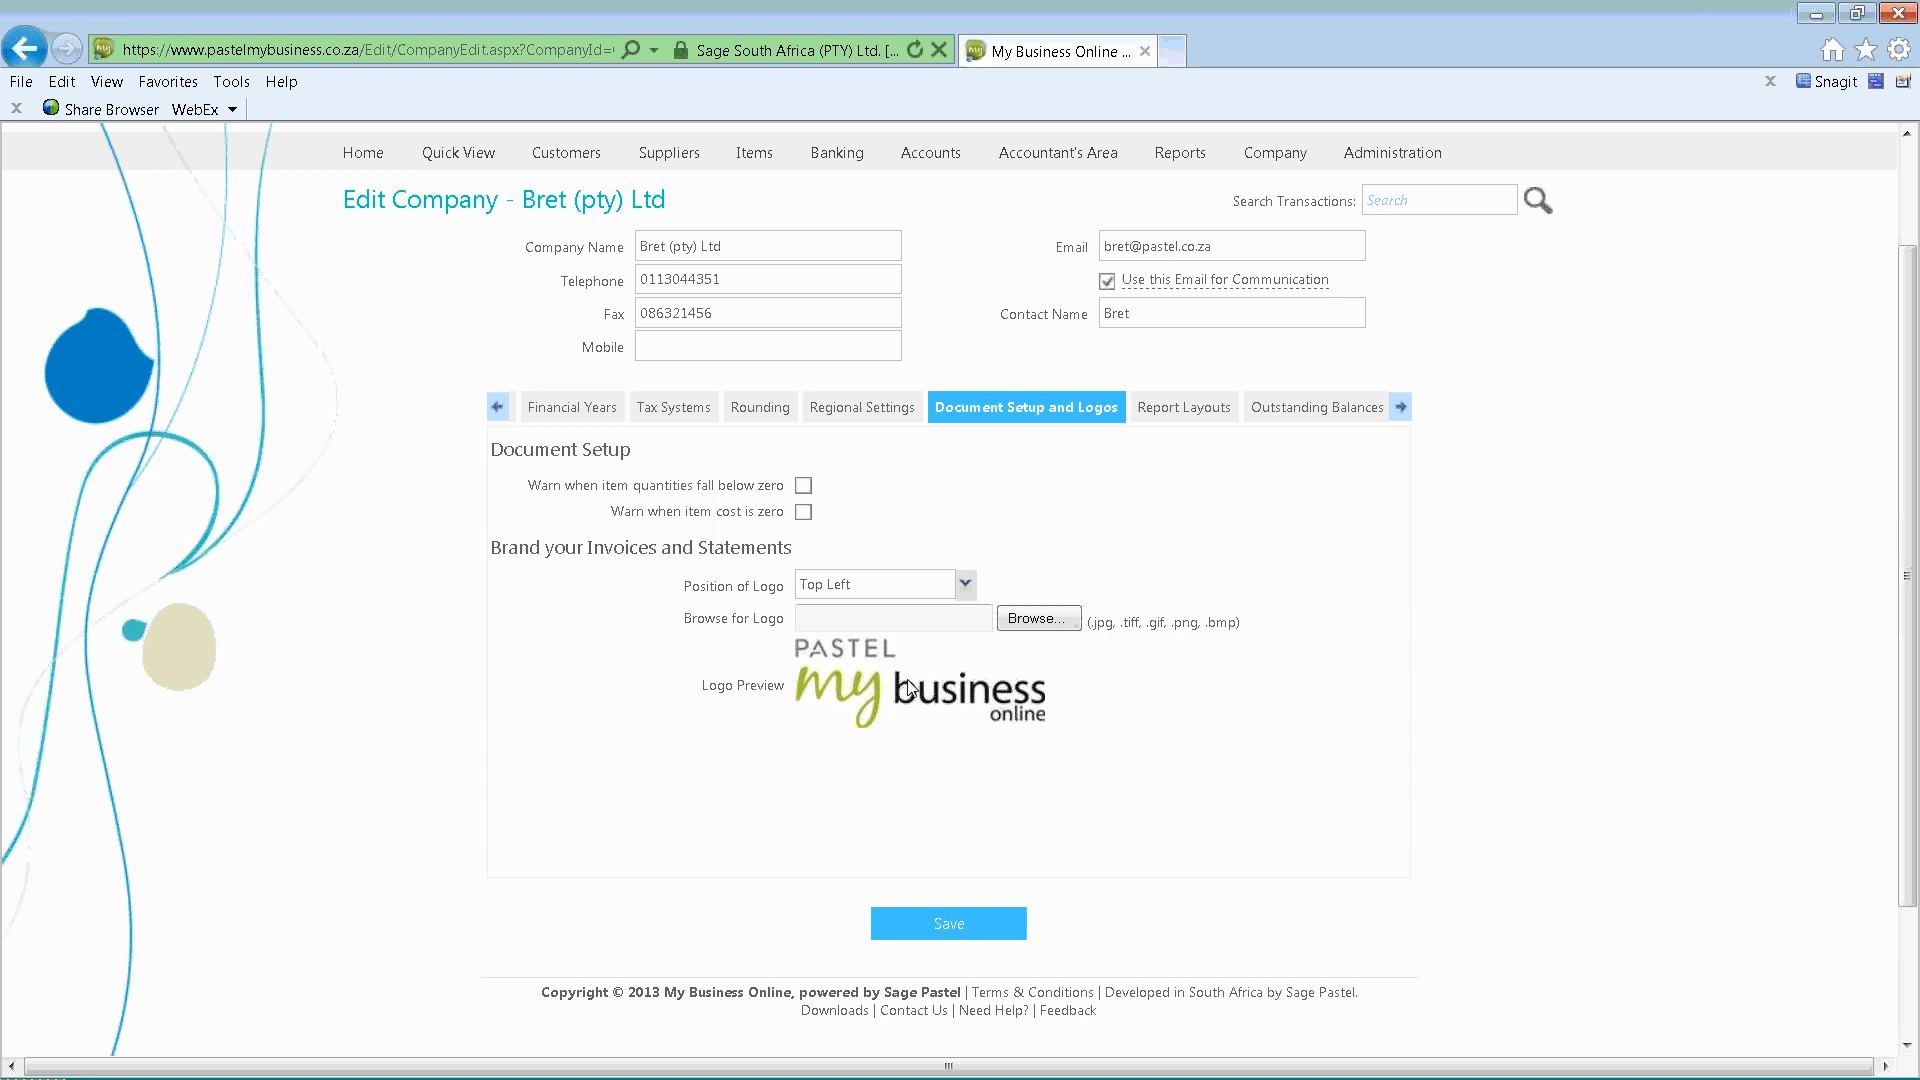 https://www.pastelmybusiness.co.za/Edit/CompanyEdit.aspx?CompanyId= Sage South Africa (PTY) Ltd. [... My Business Online ...
File Edit View Favorites Tools Help Snagit
Share Browser WebEx
Home Quick View Customers Suppliers Items Banking Accounts Accountant's Area Reports Company Administration
Edit Company - Bret (pty) Ltd Search Transactions: Search
Company Name Bret (pty) Ltd Email bret@pastel.co.za
Telephone 0113044351 Use this Email for Communication
Fax 086321456 Contact Name Bret
Mobile
Financial Years Tax Systems Rounding Regional Settings Document Setup and Logos Report Layouts Outstanding Balances
Document Setup
Warn when item quantities fall below zero
Warn when item cost is zero
Brand your Invoices and Statements
Position of Logo Top Left
Browse for Logo Browse... (.jpg, .tiff, .gif, .png, .bmp)
PASTEL
Logo Preview my business
online
Save
Copyright © 2013 My Business Online, powered by Sage Pastel | Terms & Conditions | Developed in South Africa by Sage Pastel.
Downloads | Contact Us | Need Help? | Feedback